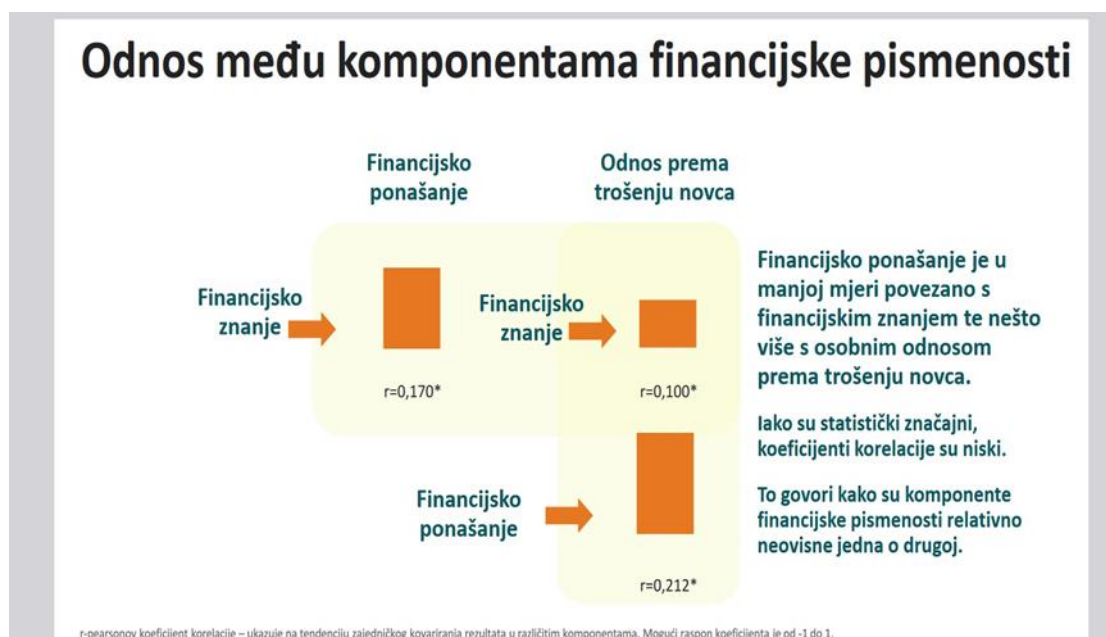 Odnos među komponentama financijske pismenosti
Financijsko
ponašanje
Odnos prema
trošenju novca
Financijsko
znanje
r=0,170*
Financijsko
znanje
r=0,100*
Financijsko
ponašanje
r=0,212*
Financijsko ponašanje je u
manjoj mjeri povezano s
financijskim znanjem te nešto
više s osobnim odnosom
prema trošenju novca.
Iako su statistički značajni,
koeficijenti korelacije su niski.
To govori kako su komponente
financijske pismenosti relativno
neovisne jedna o drugoj.
r-pearsonov koeficijent korelacije – ukazuje na tendenciju zajedničkog kovariranja rezultata u različitim komponentama. Mogući raspon koeficijenta je od -1 do 1.